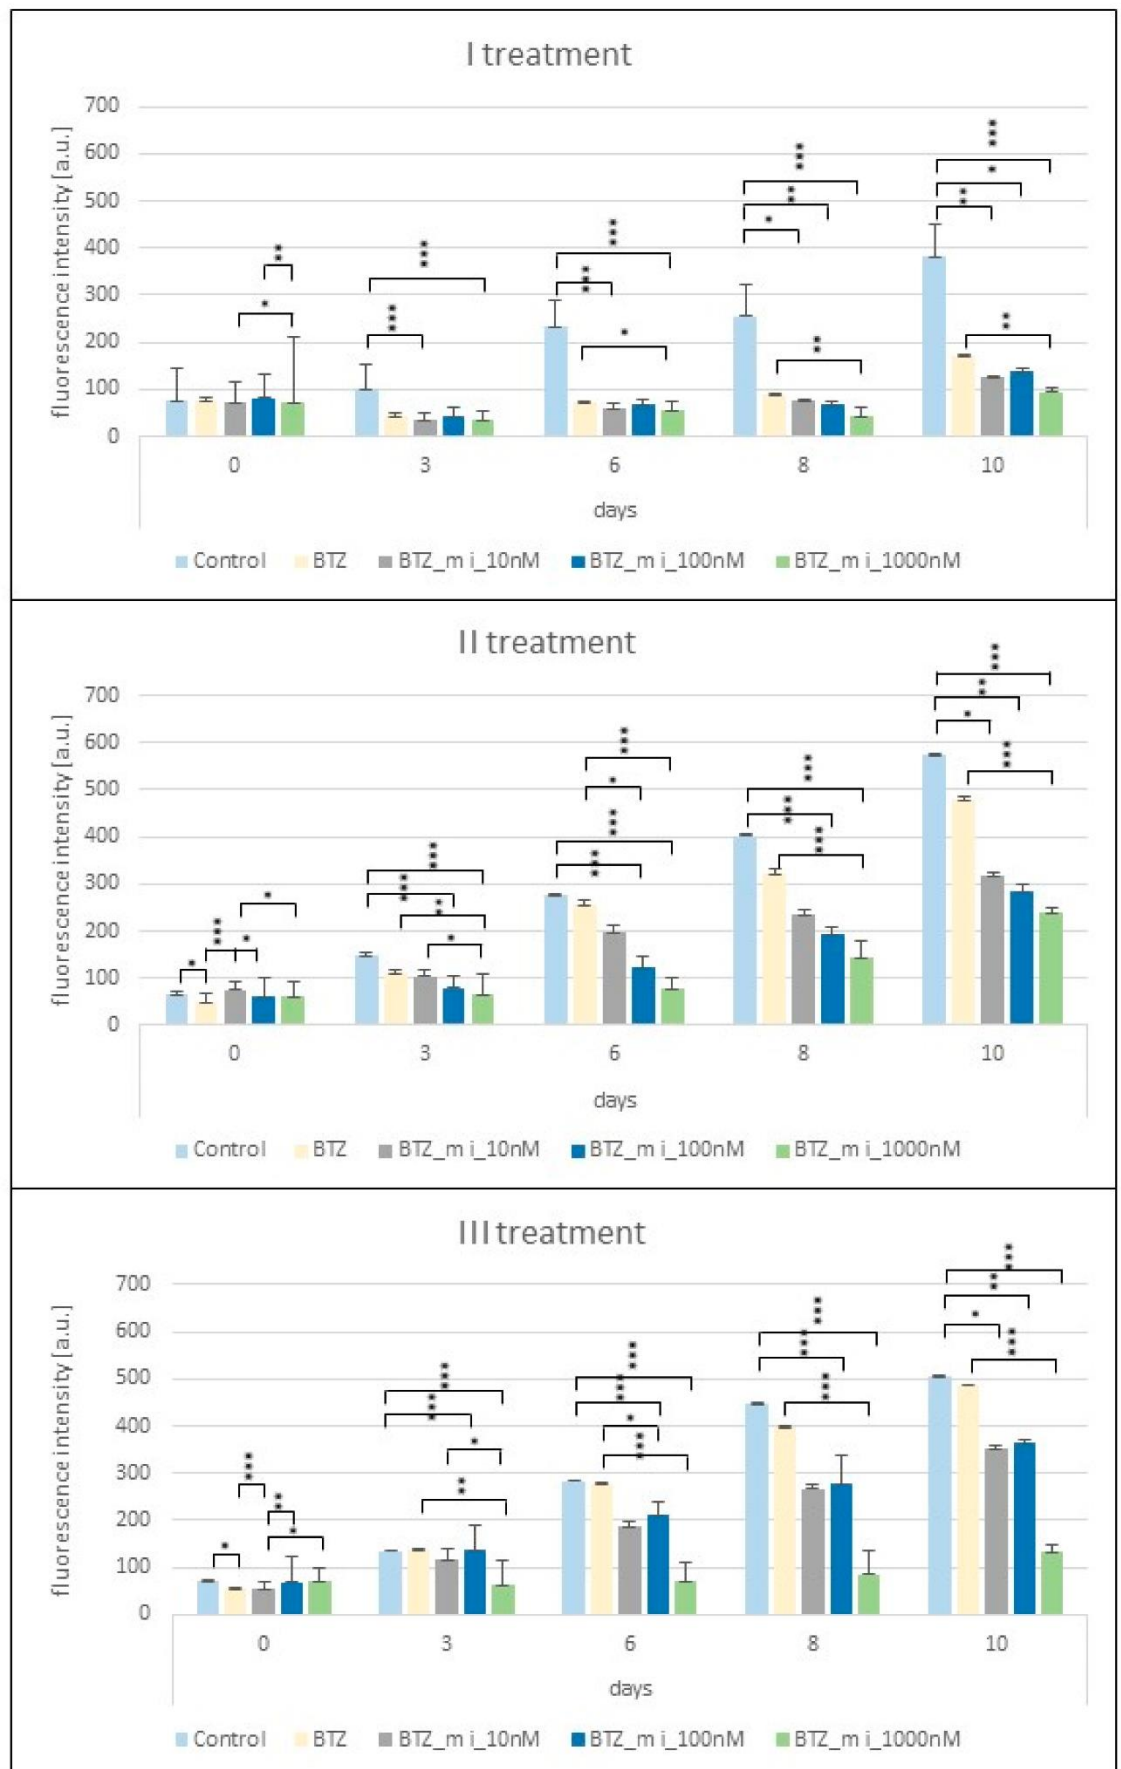 I treatment
fluorescence intensity [a.u.]
700
600
500
400
300
200
100
0
0 3 6 8 10
days
Control BTZ BTZ_m i_10nM BTZ_m i_100nM BTZ_m i_1000nM
II treatment
fluorescence intensity [a.u.]
700
600
500
400
300
200
100
0
0 3 6 8 10
days
Control BTZ BTZ_m i_10nM BTZ_m i_100nM BTZ_m i_1000nM
III treatment
fluorescence intensity [a.u.]
700
600
500
400
300
200
100
0
0 3 6 8 10
days
Control BTZ BTZ_m i_10nM BTZ_m i_100nM BTZ_m i_1000nM